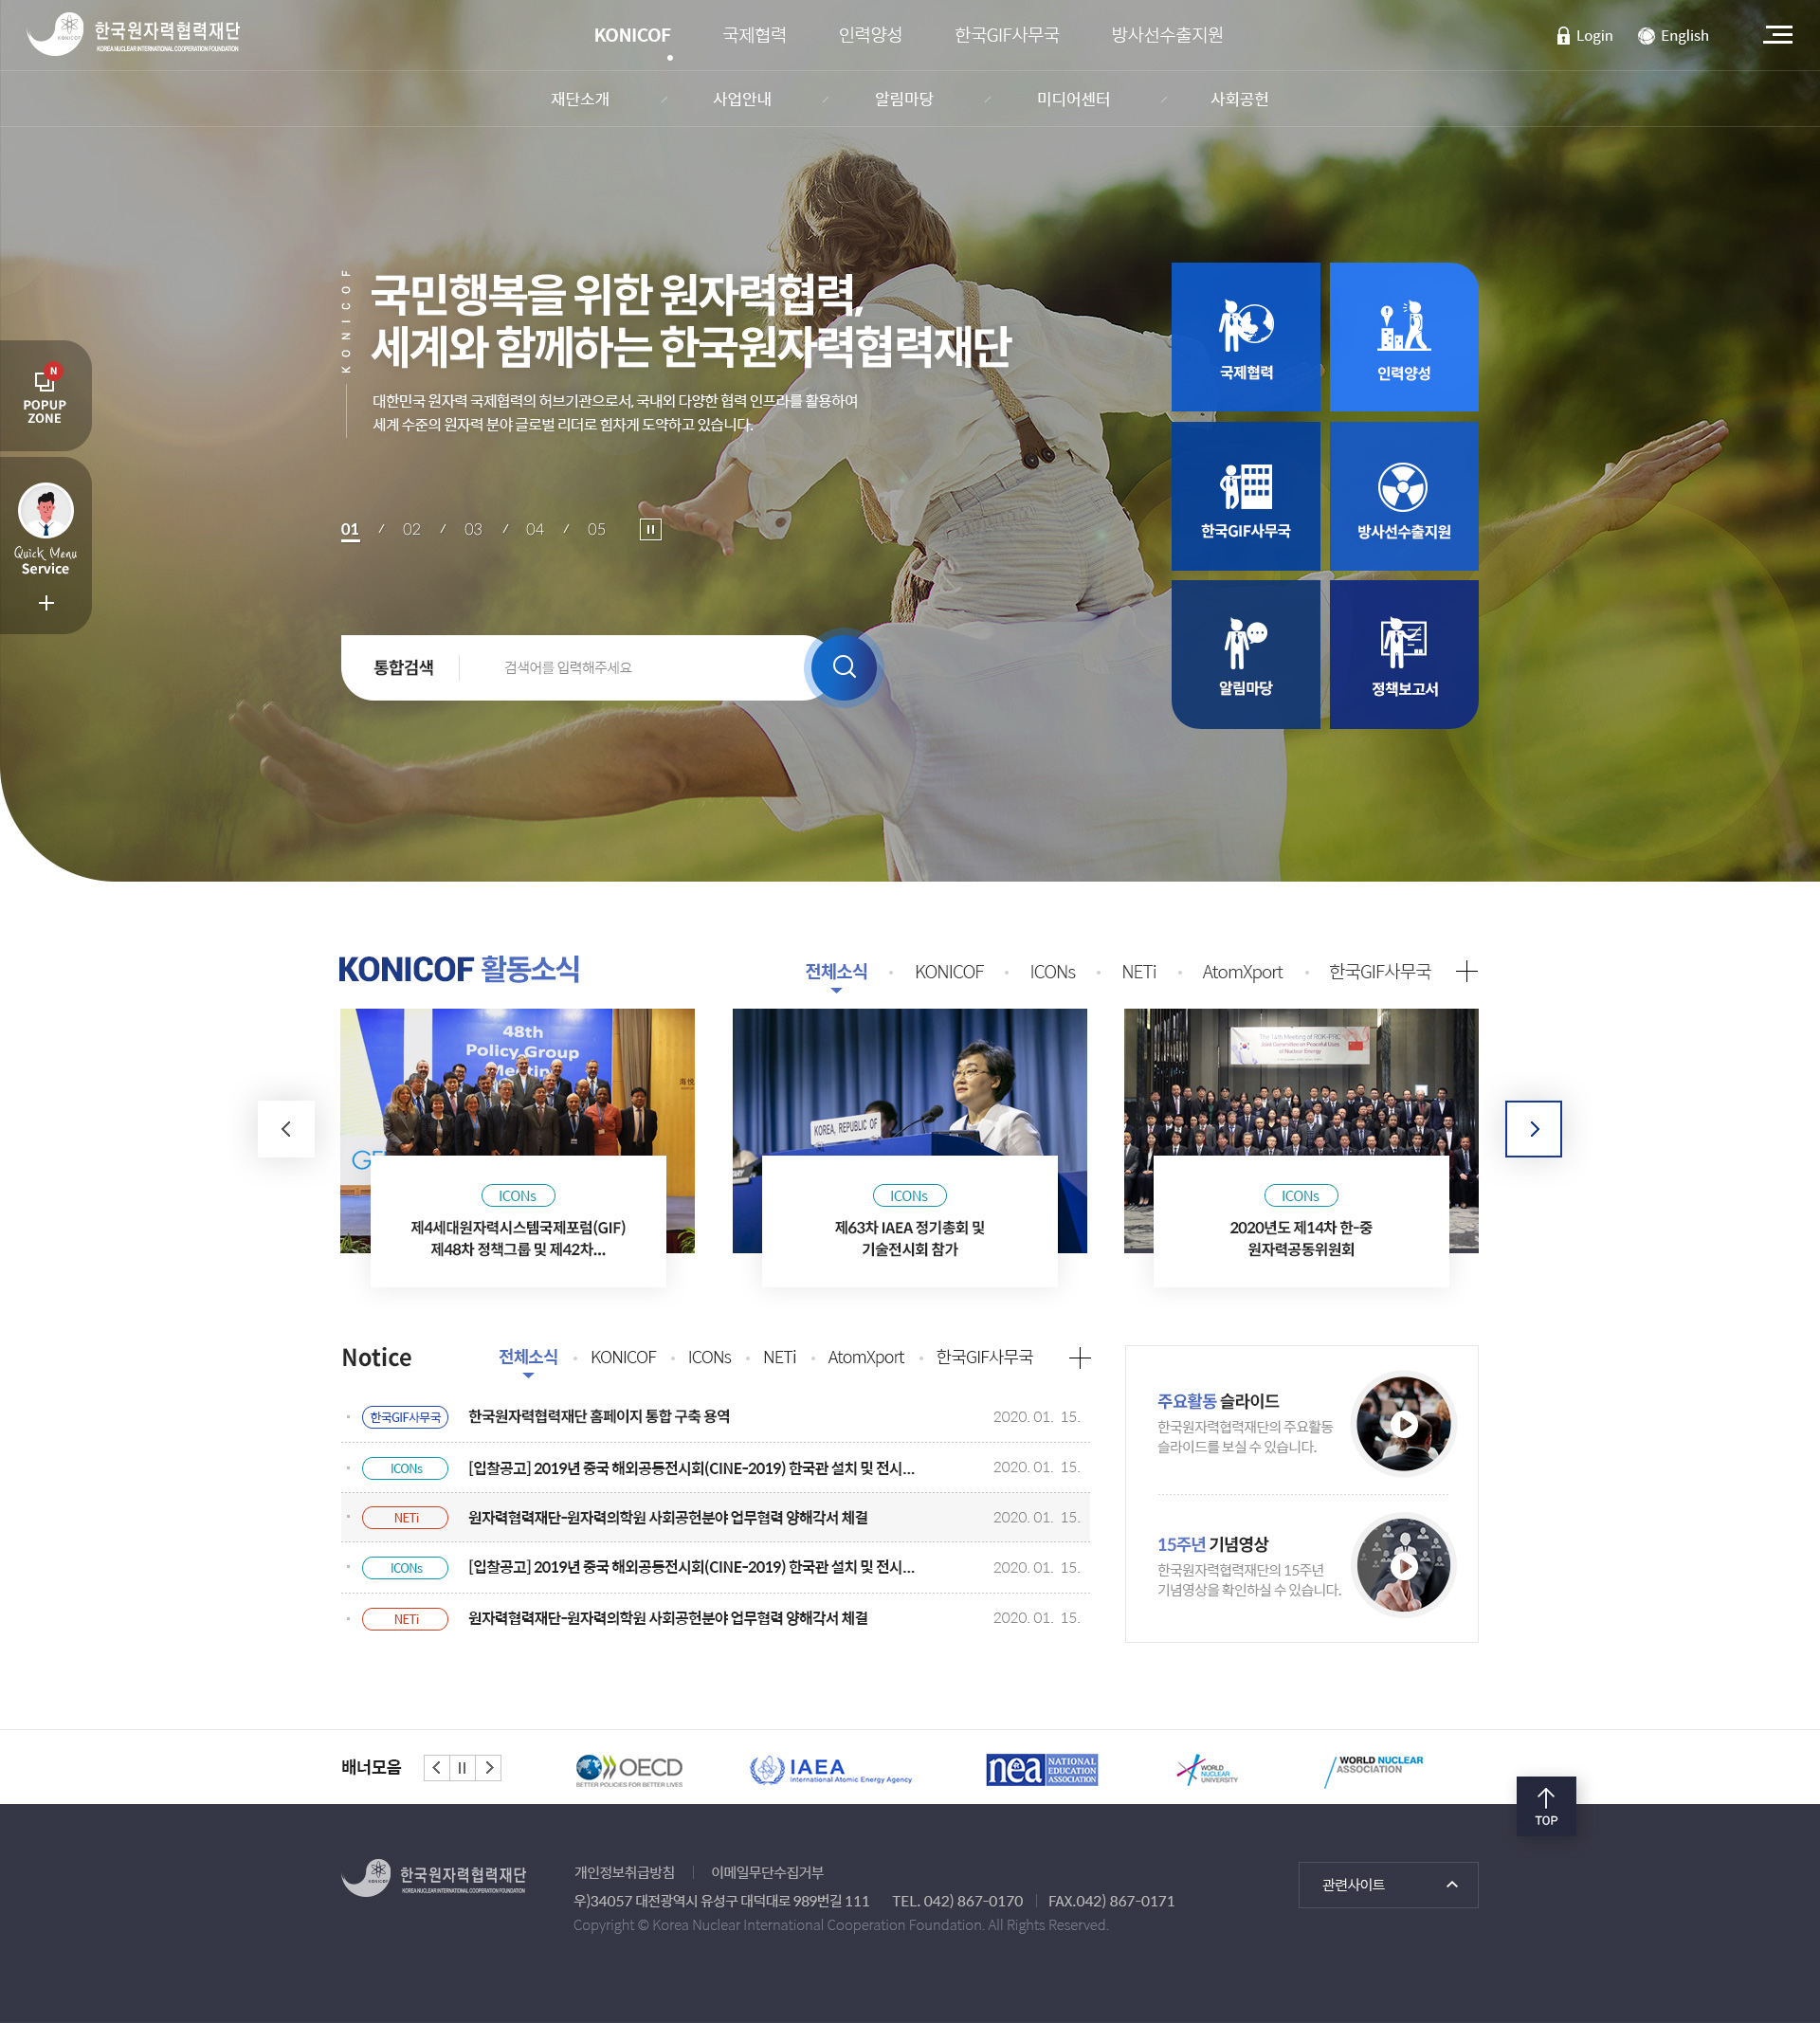 한국원자력협력재단
KOREA NUCLEAR INTERNATIONAL COOPERATION FOUNDATION
KONICOF 국제협력 인력양성 한국GIF사무국 방사선수출지원
Login English
재단소개 사업안내 알림마당 미디어센터 사회공헌
KONICOF
국민행복을 위한 원자력협력,
세계와 함께하는 한국원자력협력재단
대한민국 원자력 국제협력의 허브기관으로서, 국내외 다양한 협력 인프라를 활용하여
세계 수준의 원자력 분야 글로벌 리더로 힘차게 도약하고 있습니다.
N
POPUP
ZONE
Quick Menu
Service
01 / 02 / 03 / 04 / 05
통합검색 검색어를 입력해주세요
국제협력 인력양성
한국GIF사무국 방사선수출지원
알림마당 정책보고서
KONICOF 활동소식
전체소식 KONICOF ICONs NETi AtomXport 한국GIF사무국
48th
Policy Group
Meeting
KOREA, REPUBLIC OF
The 14th Meeting of ROK-PRC
Joint Committee on Peaceful Uses
of Nuclear Energy
ICONs
제4세대원자력시스템국제포럼(GIF)
제48차 정책그룹 및 제42차...
ICONs
제63차 IAEA 정기총회 및
기술전시회 참가
ICONs
2020년도 제14차 한-중
원자력공동위원회
Notice
전체소식 KONICOF ICONs NETi AtomXport 한국GIF사무국
한국GIF사무국 한국원자력협력재단 홈페이지 통합 구축 용역 2020. 01. 15.
ICONs [입찰공고] 2019년 중국 해외공동전시회(CINE-2019) 한국관 설치 및 전시... 2020. 01. 15.
NETi 원자력협력재단-원자력의학원 사회공헌분야 업무협력 양해각서 체결 2020. 01. 15.
ICONs [입찰공고] 2019년 중국 해외공동전시회(CINE-2019) 한국관 설치 및 전시... 2020. 01. 15.
NETi 원자력협력재단-원자력의학원 사회공헌분야 업무협력 양해각서 체결 2020. 01. 15.
주요활동 슬라이드
한국원자력협력재단의 주요활동
슬라이드를 보실 수 있습니다.
15주년 기념영상
한국원자력협력재단의 15주년
기념영상을 확인하실 수 있습니다.
배너모음
OECD
BETTER POLICIES FOR BETTER LIVES
IAEA
International Atomic Energy Agency
nea NATIONAL
EDUCATION
ASSOCIATION
WORLD
NUCLEAR
UNIVERSITY
WORLD NUCLEAR
ASSOCIATION
TOP
한국원자력협력재단
KOREA NUCLEAR INTERNATIONAL COOPERATION FOUNDATION
개인정보취급방침 이메일무단수집거부
우)34057 대전광역시 유성구 대덕대로 989번길 111 TEL. 042) 867-0170 FAX.042) 867-0171
Copyright © Korea Nuclear International Cooperation Foundation. All Rights Reserved.
관련사이트